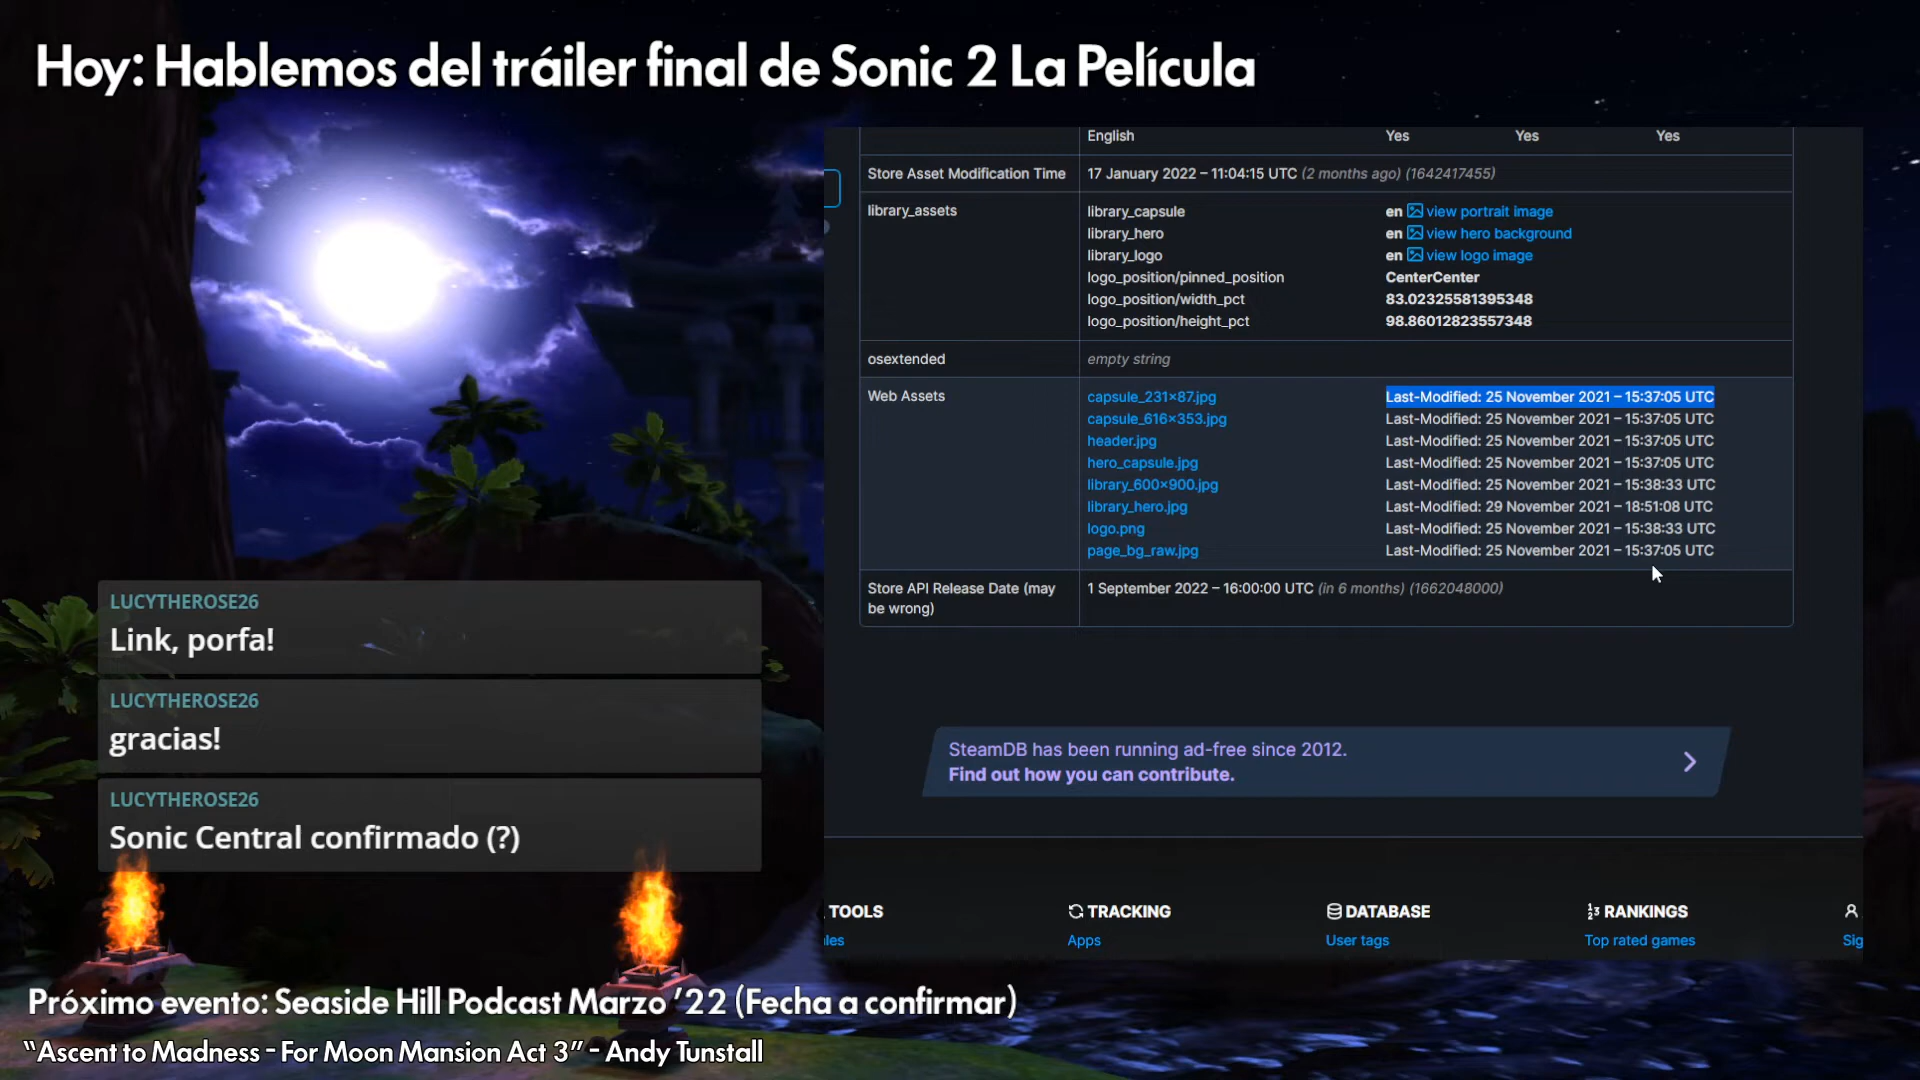 Hoy: Hablemos del tráiler final de Sonic 2 La Película
English Yes Yes Yes
Store Asset Modification Time 17 January 2022 – 11:04:15 UTC (2 months ago) (1642417455)
library_assets library_capsule en view portrait image
library_hero en view hero background
library_logo en view logo image
logo_position/pinned_position CenterCenter
logo_position/width_pct 83.02325581395348
logo_position/height_pct 98.86012823557348
osextended empty string
Web Assets capsule_231×87.jpg Last-Modified: 25 November 2021 – 15:37:05 UTC
capsule_616×353.jpg Last-Modified: 25 November 2021 – 15:37:05 UTC
header.jpg Last-Modified: 25 November 2021 – 15:37:05 UTC
hero_capsule.jpg Last-Modified: 25 November 2021 – 15:37:05 UTC
library_600×900.jpg Last-Modified: 25 November 2021 – 15:38:33 UTC
library_hero.jpg Last-Modified: 29 November 2021 – 18:51:08 UTC
logo.png Last-Modified: 25 November 2021 – 15:38:33 UTC
page_bg_raw.jpg Last-Modified: 25 November 2021 – 15:37:05 UTC
Store API Release Date (may 1 September 2022 – 16:00:00 UTC (in 6 months) (1662048000)
be wrong)
LUCYTHEROSE26
Link, porfa!
LUCYTHEROSE26
gracias!
LUCYTHEROSE26
Sonic Central confirmado (?)
SteamDB has been running ad-free since 2012.
Find out how you can contribute.
TOOLS TRACKING DATABASE RANKINGS
les Apps User tags Top rated games Sig
Próximo evento: Seaside Hill Podcast Marzo '22 (Fecha a confirmar)
"Ascent to Madness - For Moon Mansion Act 3" - Andy Tunstall